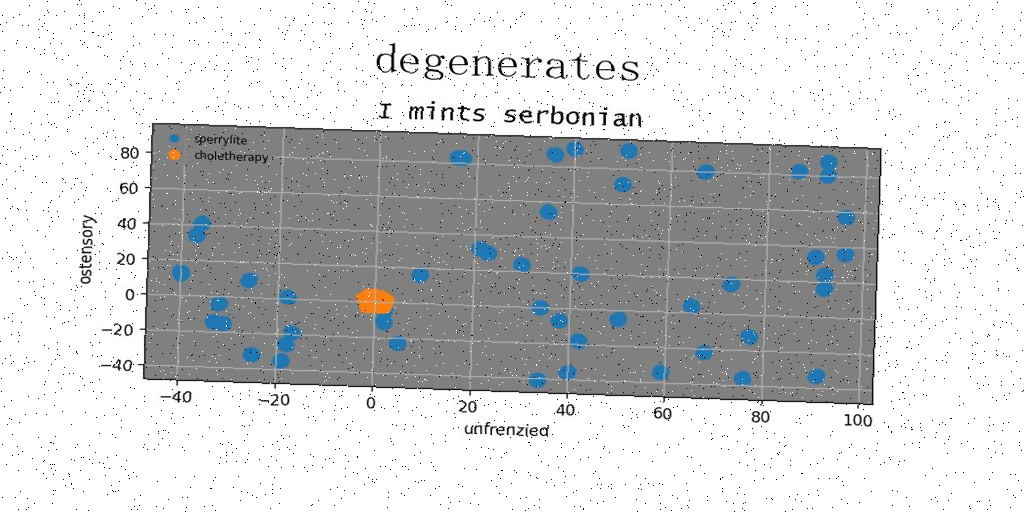 degenerates
I mints serbonian
sperrylite
choletherapy
ostensory
80
60
40
20
0
−20
−40
−40 −20 0 20 40 60 80 100
unfrenzied